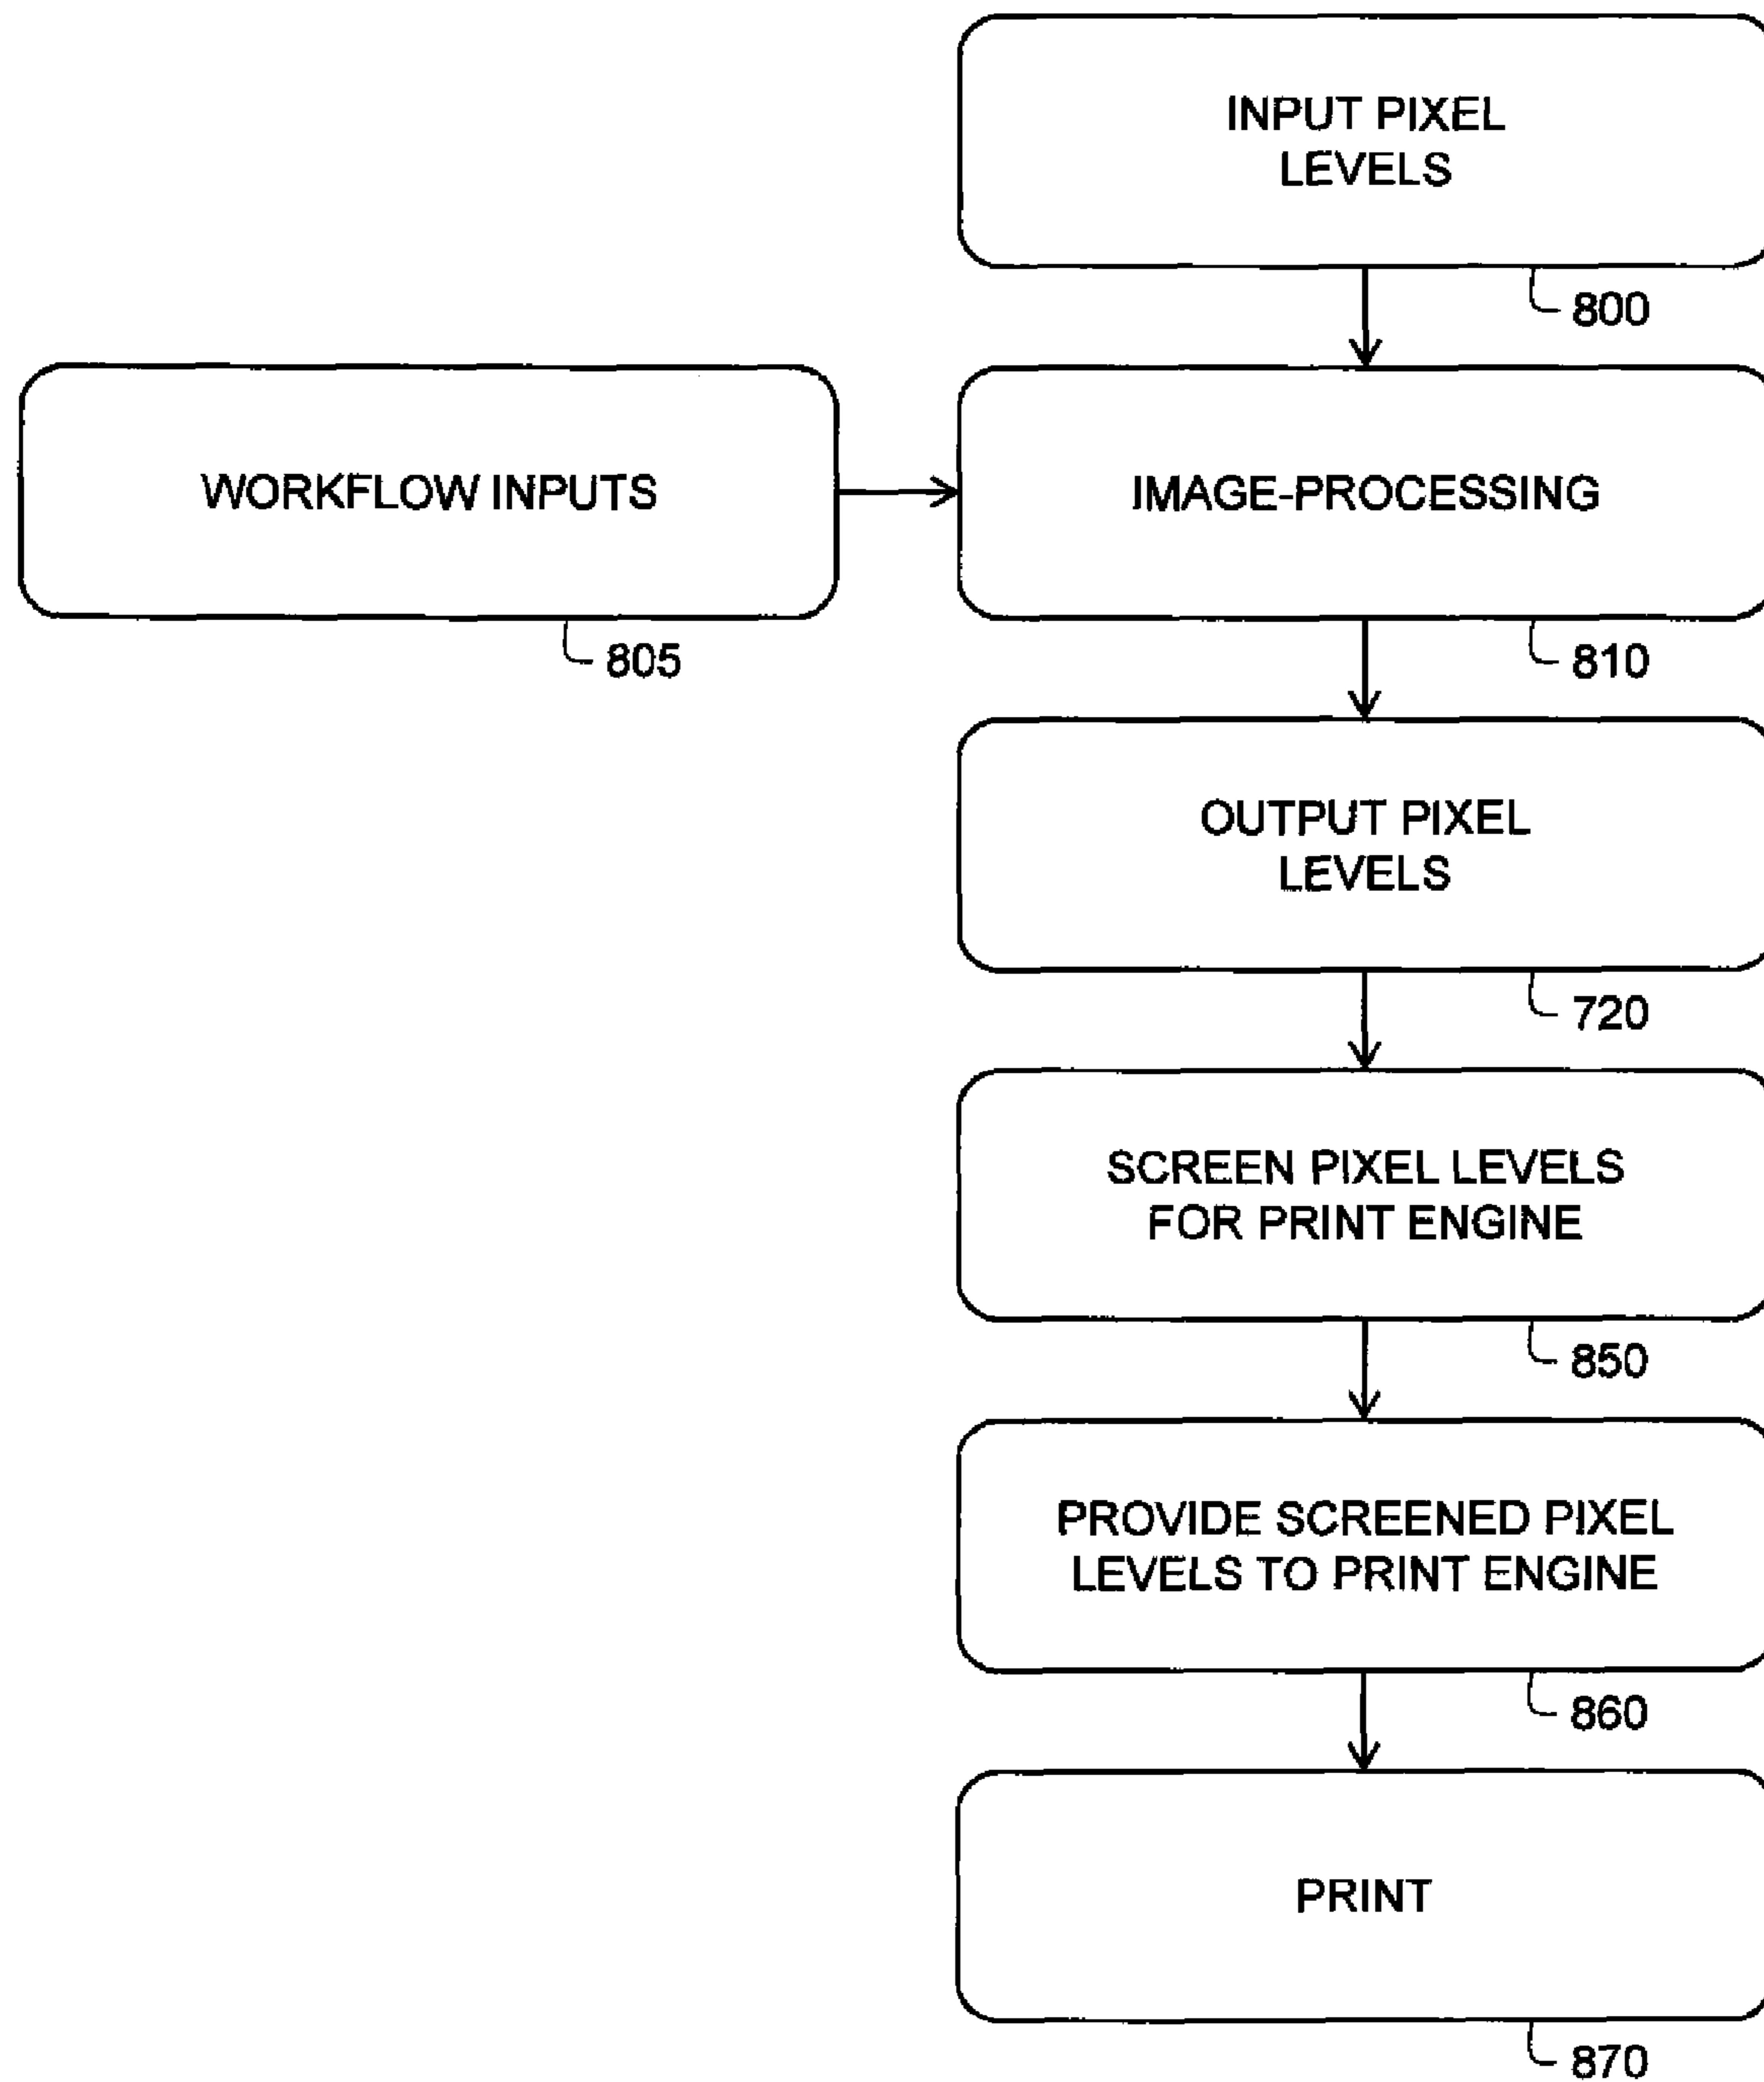 INPUT PIXEL
LEVELS
800
WORKFLOW INPUTS
805
IMAGE-PROCESSING
810
OUTPUT PIXEL
LEVELS
720
SCREEN PIXEL LEVELS
FOR PRINT ENGINE
850
PROVIDE SCREENED PIXEL
LEVELS TO PRINT ENGINE
860
PRINT
870